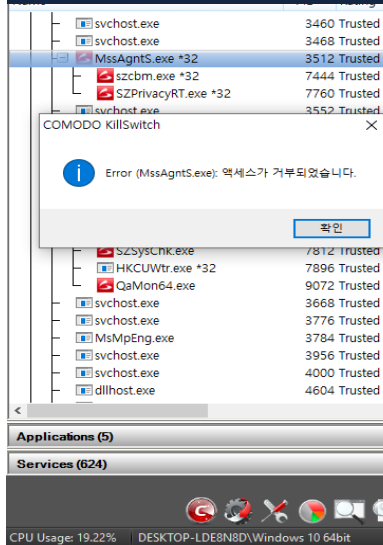 svchost.exe 3460 Trusted
svchost.exe 3468 Trusted
MssAgntS.exe *32 3512 Trusted
szcbm.exe *32 7444 Trusted
SZPrivacyRT.exe *32 7760 Trusted
svchost.exe 3552 Trusted
COMODO KillSwitch
Error (MssAgntS.exe): 액세스가 거부되었습니다.
확인
SZSysChk.exe 7812 Trusted
HKCUWtr.exe *32 7896 Trusted
QaMon64.exe 9072 Trusted
svchost.exe 3668 Trusted
svchost.exe 3776 Trusted
MsMpEng.exe 3784 Trusted
svchost.exe 3956 Trusted
svchost.exe 4000 Trusted
dllhost.exe 4604 Trusted
Applications (5)
Services (624)
CPU Usage: 19.22% DESKTOP-LDE8N8D\Windows 10 64bit